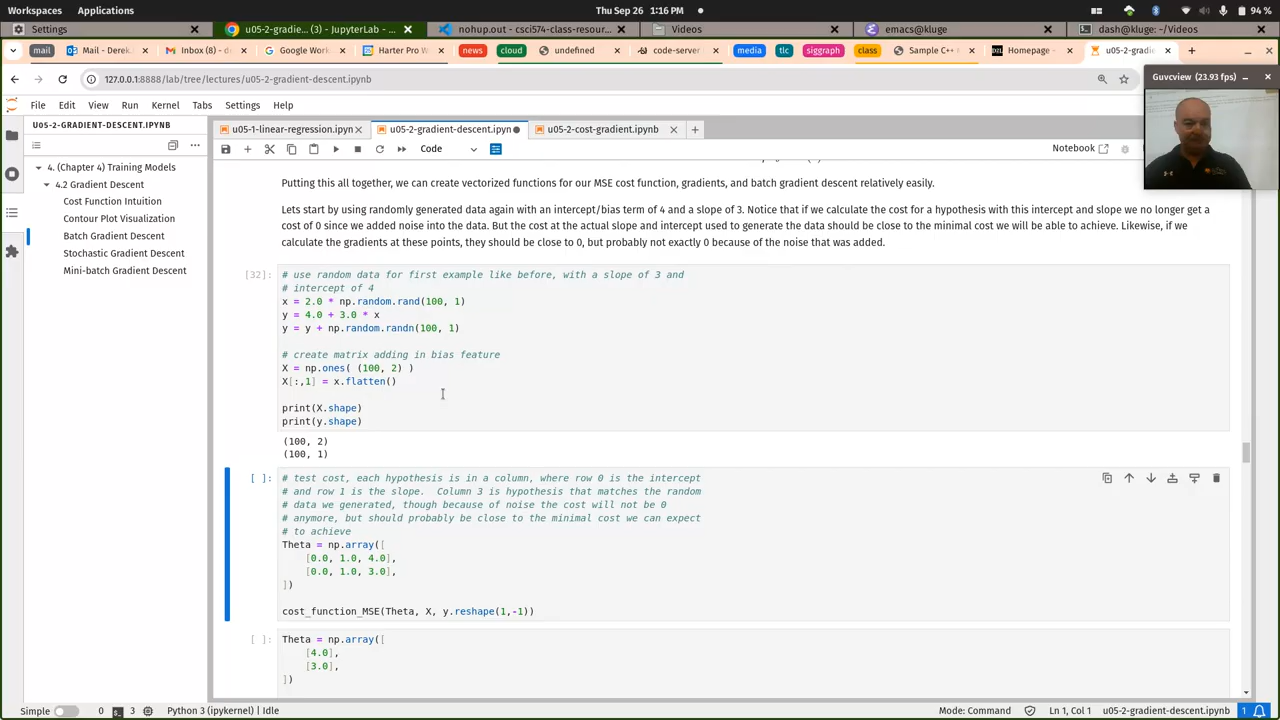 Workspaces Applications Thu Sep 26 1:16 PM 94 %
Settings u05-2-gradie... (3) - JupyterLab - ... nohup.out - csci574-class-resour... Videos emacs@kluge dash@kluge: ~/Videos
mail Mail - Derek. Inbox (8) - d Google Work Harter Pro W news cloud undefined code-server media tlc siggraph class Sample C++ Homepage - u05-2-gradi
127.0.0.1:8888/lab/tree/lectures/u05-2-gradient-descent.ipynb
Guvcview (23.93 fps)
File Edit View Run Kernel Tabs Settings Help
U05-2-GRADIENT-DESCENT.IPYNB
u05-1-linear-regression.ipyn u05-2-gradient-descent.ipyn u05-2-cost-gradient.ipynb
Code Notebook
4. (Chapter 4) Training Models
4.2 Gradient Descent
Cost Function Intuition
Contour Plot Visualization
Batch Gradient Descent
Stochastic Gradient Descent
Mini-batch Gradient Descent
Putting this all together, we can create vectorized functions for our MSE cost function, gradients, and batch gradient descent relatively easily.
Lets start by using randomly generated data again with an intercept/bias term of 4 and a slope of 3. Notice that if we calculate the cost for a hypothesis with this intercept and slope we no longer get a
cost of 0 since we added noise into the data. But the cost at the actual slope and intercept used to generate the data should be close to the minimal cost we will be able to achieve. Likewise, if we
calculate the gradients at these points, they should be close to 0, but probably not exactly 0 because of the noise that was added.
[32]: # use random data for first example like before, with a slope of 3 and
# intercept of 4
x = 2.0 * np.random.rand(100, 1)
y = 4.0 + 3.0 * x
y = y + np.random.randn(100, 1)
# create matrix adding in bias feature
X = np.ones( (100, 2) )
X[:,1] = x.flatten()
print(X.shape)
print(y.shape)
(100, 2)
(100, 1)
[ ]: # test cost, each hypothesis is in a column, where row 0 is the intercept
# and row 1 is the slope.  Column 3 is hypothesis that matches the random
# data we generated, though because of noise the cost will not be 0
# anymore, but should probably be close to the minimal cost we can expect
# to achieve
Theta = np.array([
[0.0, 1.0, 4.0],
[0.0, 1.0, 3.0],
])
cost_function_MSE(Theta, X, y.reshape(1,-1))
[ ]: Theta = np.array([
[4.0],
[3.0],
])
Simple 0 3 Python 3 (ipykernel) | Idle Mode: Command Ln 1, Col 1 u05-2-gradient-descent.ipynb 1